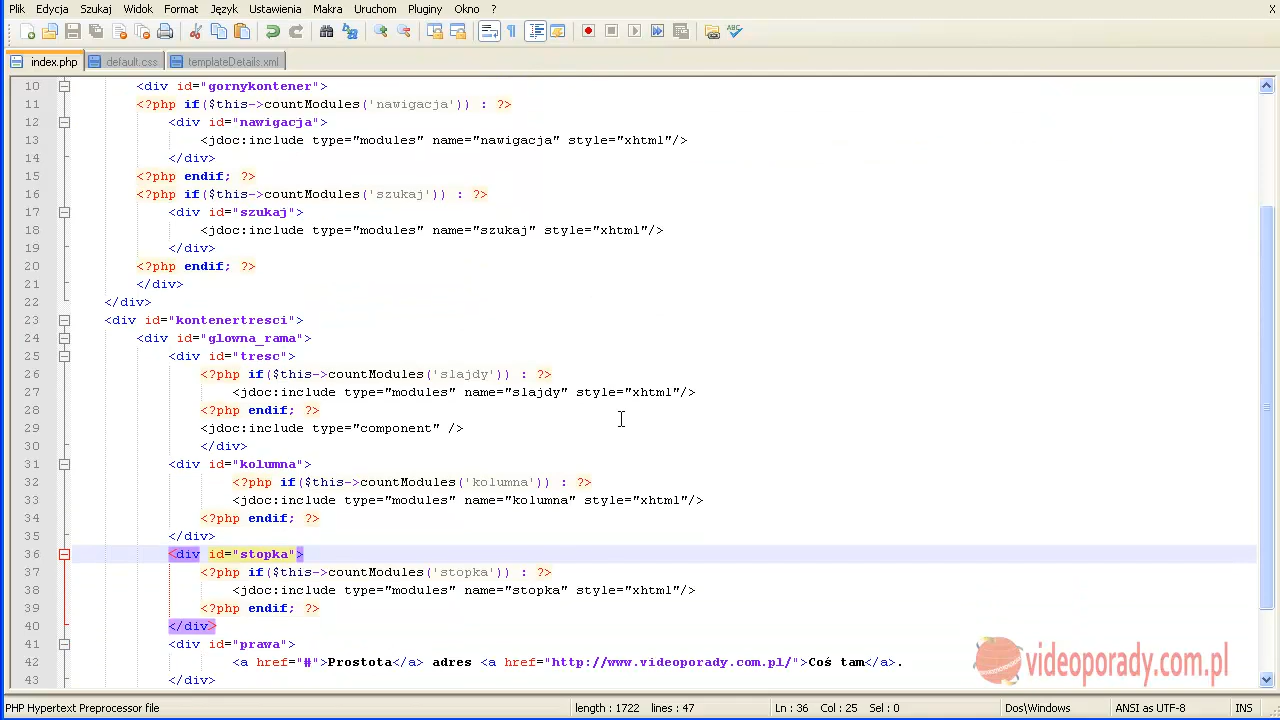 Plik Edycja Szukaj Widok Format Język Ustawienia Makra Uruchom Pluginy Okno ? X
index.php default.css templateDetails.xml
10 <div id="gornykontener">
11 <?php if($this->countModules('nawigacja')) : ?>
12 <div id="nawigacja">
13 <jdoc:include type="modules" name="nawigacja" style="xhtml"/>
14 </div>
15 <?php endif; ?>
16 <?php if($this->countModules('szukaj')) : ?>
17 <div id="szukaj">
18 <jdoc:include type="modules" name="szukaj" style="xhtml"/>
19 </div>
20 <?php endif; ?>
21 </div>
22 </div>
23 <div id="kontenertresci">
24 <div id="glowna_rama">
25 <div id="tresc">
26 <?php if($this->countModules('slajdy')) : ?>
27 <jdoc:include type="modules" name="slajdy" style="xhtml"/>
28 <?php endif; ?>
29 <jdoc:include type="component" />
30 </div>
31 <div id="kolumna">
32 <?php if($this->countModules('kolumna')) : ?>
33 <jdoc:include type="modules" name="kolumna" style="xhtml"/>
34 <?php endif; ?>
35 </div>
36 <div id="stopka">
37 <?php if($this->countModules('stopka')) : ?>
38 <jdoc:include type="modules" name="stopka" style="xhtml"/>
39 <?php endif; ?>
40 </div>
41 <div id="prawa">
42 <a href="#">Prostota</a> adres <a href="http://www.videoporady.com.pl/">Coś tam</a>.
43 </div>
videoporady.com.pl
PHP Hypertext Preprocessor file length : 1722 lines : 47 Ln : 36 Col : 25 Sel : 0 Dos\Windows ANSI as UTF-8 INS